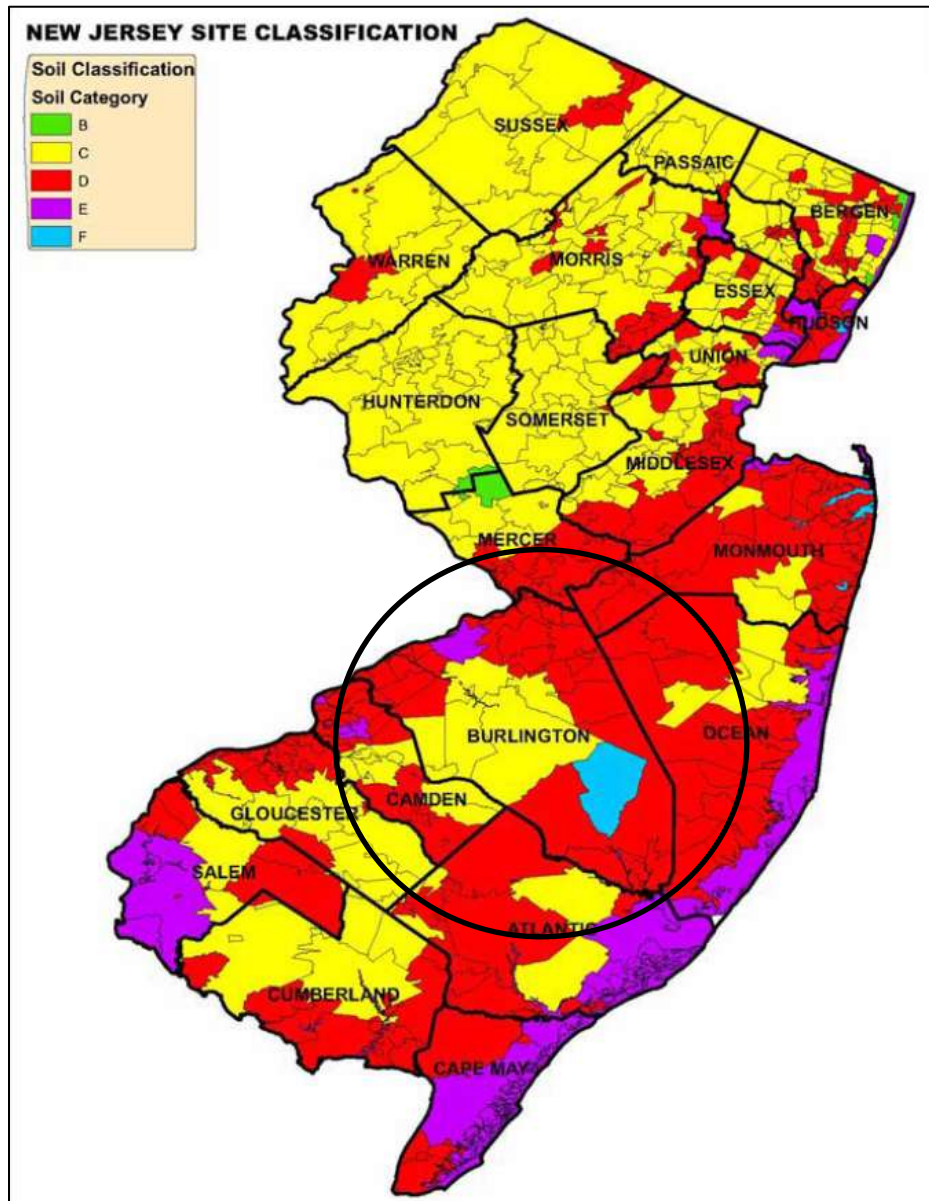 NEW JERSEY SITE CLASSIFICATION
Soil Classification
Soil Category
B
C
D
E
F
SUSSEX
PASSAIC
BERGEN
WARREN
MORRIS
ESSEX
HUDSON
UNION
HUNTERDON
SOMERSET
MIDDLESEX
MERCER
MONMOUTH
BURLINGTON
OCEAN
CAMDEN
GLOUCESTER
SALEM
ATLANTIC
CUMBERLAND
CAPE MAY